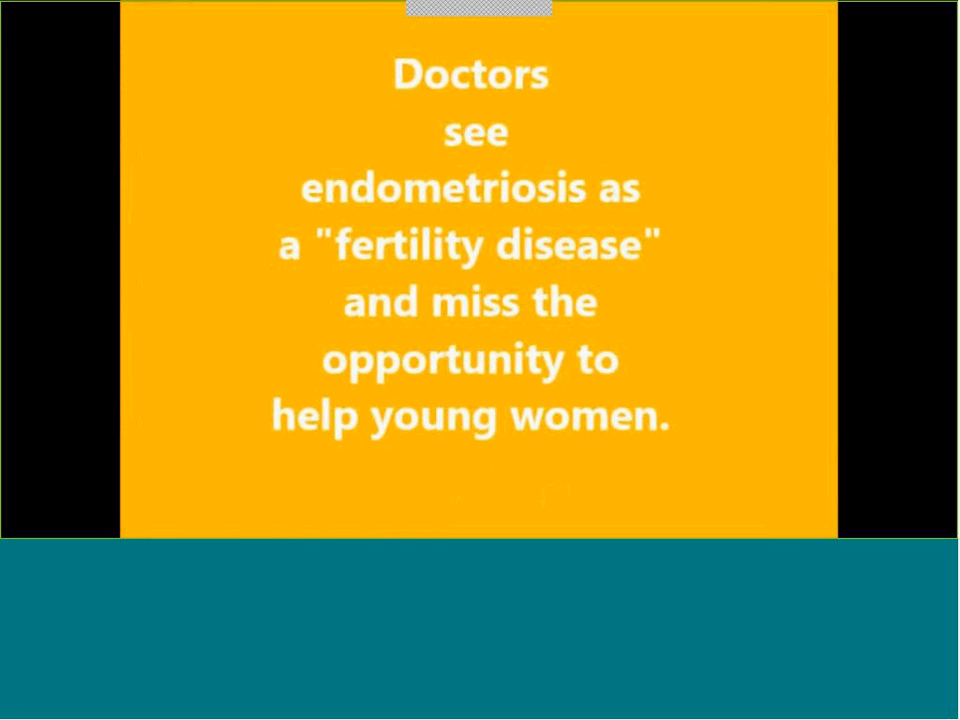 Doctors
see
endometriosis as
a "fertility disease"
and miss the
opportunity to
help young women.